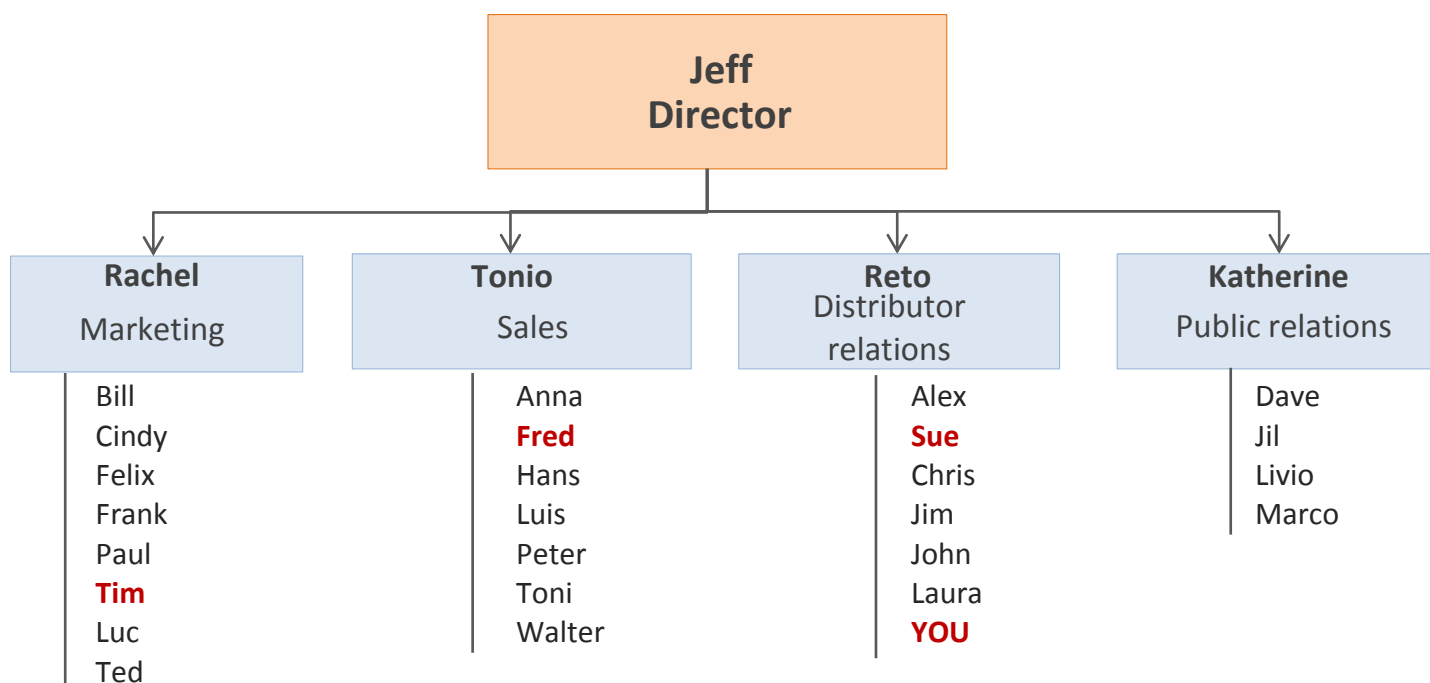 Jeff
Director
Rachel
Marketing
Bill
Cindy
Felix
Frank
Paul
Tim
Luc
Ted
Tonio
Sales
Anna
Fred
Hans
Luis
Peter
Toni
Walter
Reto
Distributor
relations
Alex
Sue
Chris
Jim
John
Laura
YOU
Katherine
Public relations
Dave
Jil
Livio
Marco